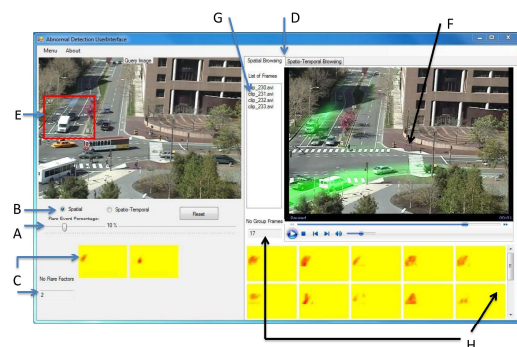 G
D
F
Abnormal Detection UserInterface
Menu About
Query Image
Spatial Browsing
Spatio-Temporal Browsing
List of Frames
clip_230.avi
clip_231.avi
clip_232.avi
clip_233.avi
E
B
Spatial
Spatio-Temporal
Reset
Rare Event Percentage:
A
10 %
No Group Frames
17
C
No Rare Factors
2
H